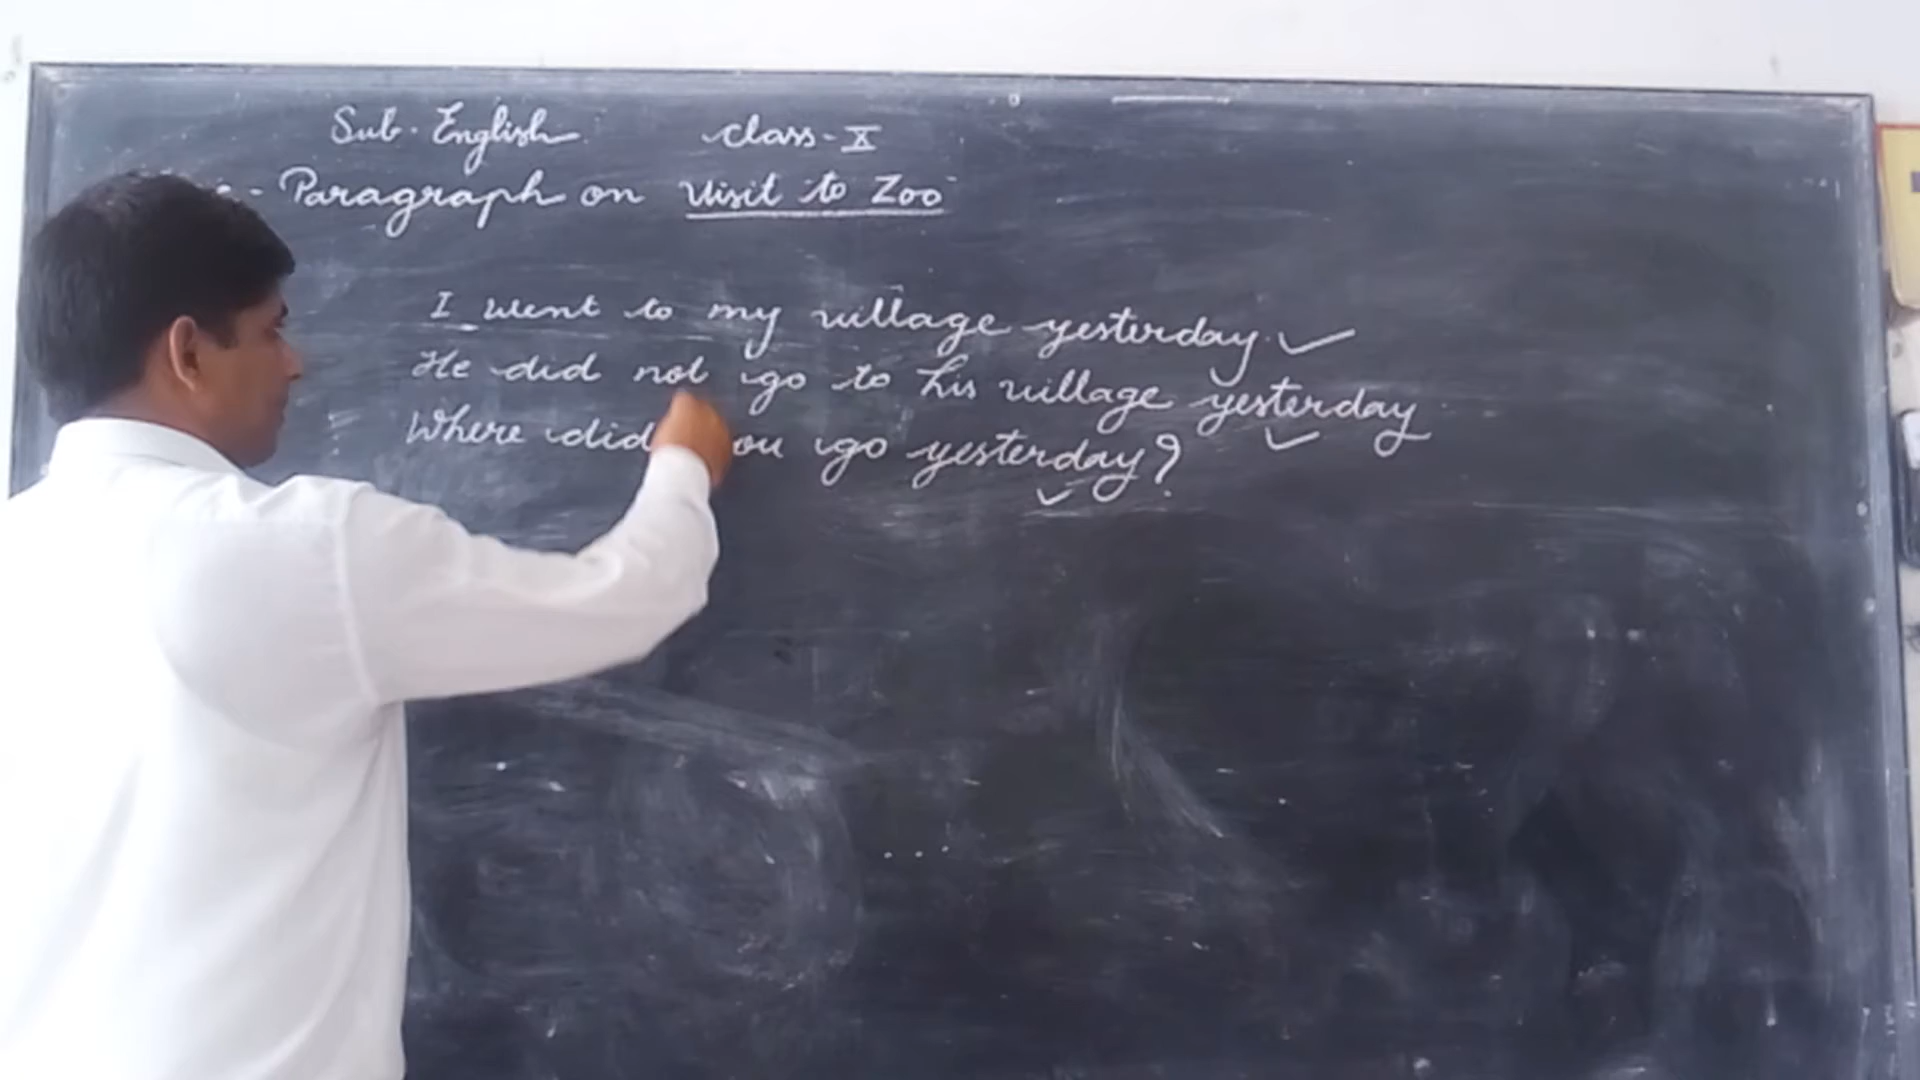 Sub. English class-X
- Paragraph on Visit to Zoo
I went to my village yesterday.
He did not go to his village yesterday
Where did go yesterday?